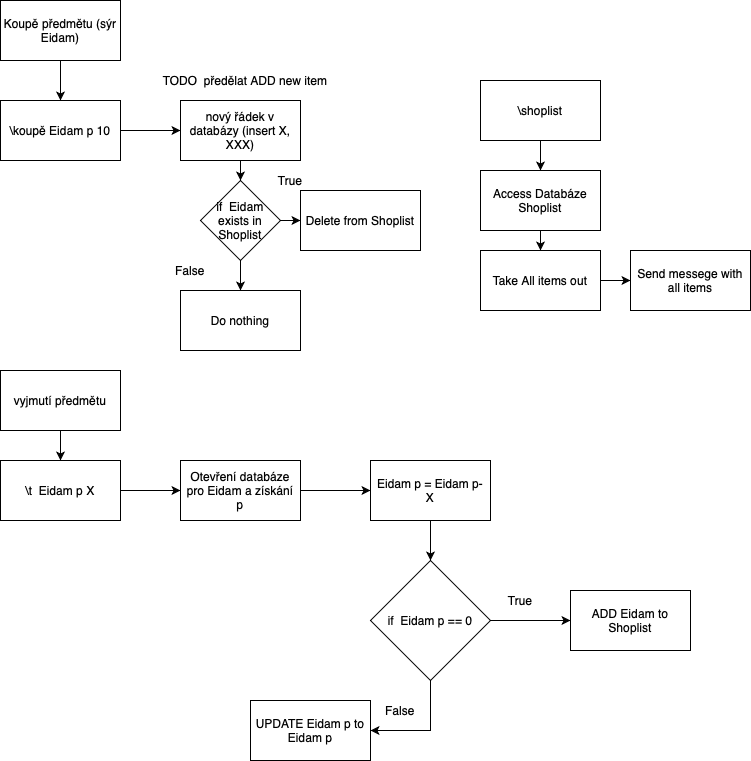 Koupě předmětu (sýr
Eidam)
TODO předělat ADD new item
\koupě Eidam p 10
nový řádek v
databázy (insert X,
XXX)
True
If Eidam
exists in
Shoplist
Delete from Shoplist
False
Do nothing
\shoplist
Access Databáze
Shoplist
Take All items out
Send messege with
all items
vyjmutí předmětu
\t Eidam p X
Otevření databáze
pro Eidam a získání
p
Eidam p = Eidam p-
X
if Eidam p == 0
True
ADD Eidam to
Shoplist
False
UPDATE Eidam p to
Eidam p